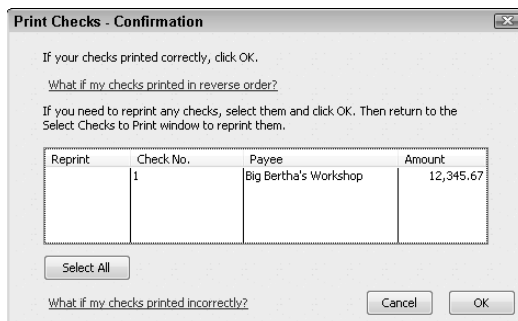 Print Checks - Confirmation
If your checks printed correctly, click OK.
What if my checks printed in reverse order?
If you need to reprint any checks, select them and click OK. Then return to the
Select Checks to Print window to reprint them.
Reprint Check No. Payee Amount
1 Big Bertha's Workshop 12,345.67
Select All
What if my checks printed incorrectly? Cancel OK